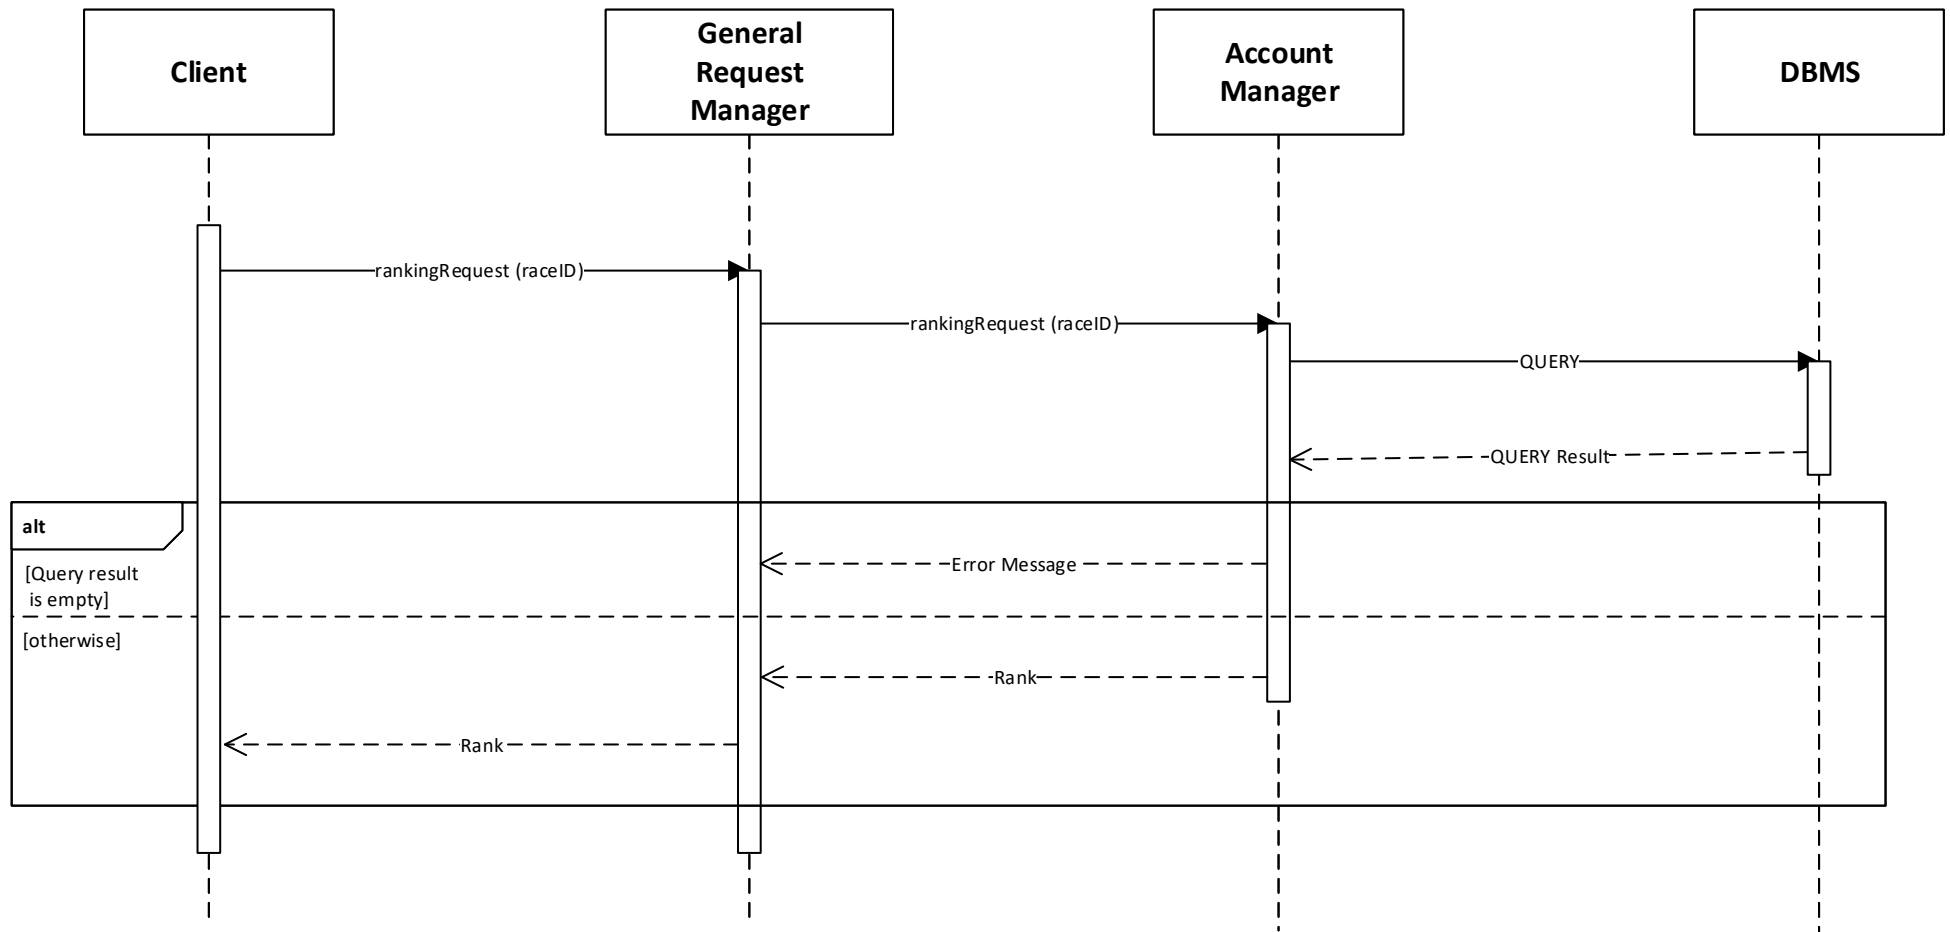 Client
General
Request
Manager
Account
Manager
DBMS
rankingRequest (raceID)
rankingRequest (raceID)
QUERY
QUERY Result
alt
[Query result
is empty]
Error Message
[otherwise]
Rank
Rank